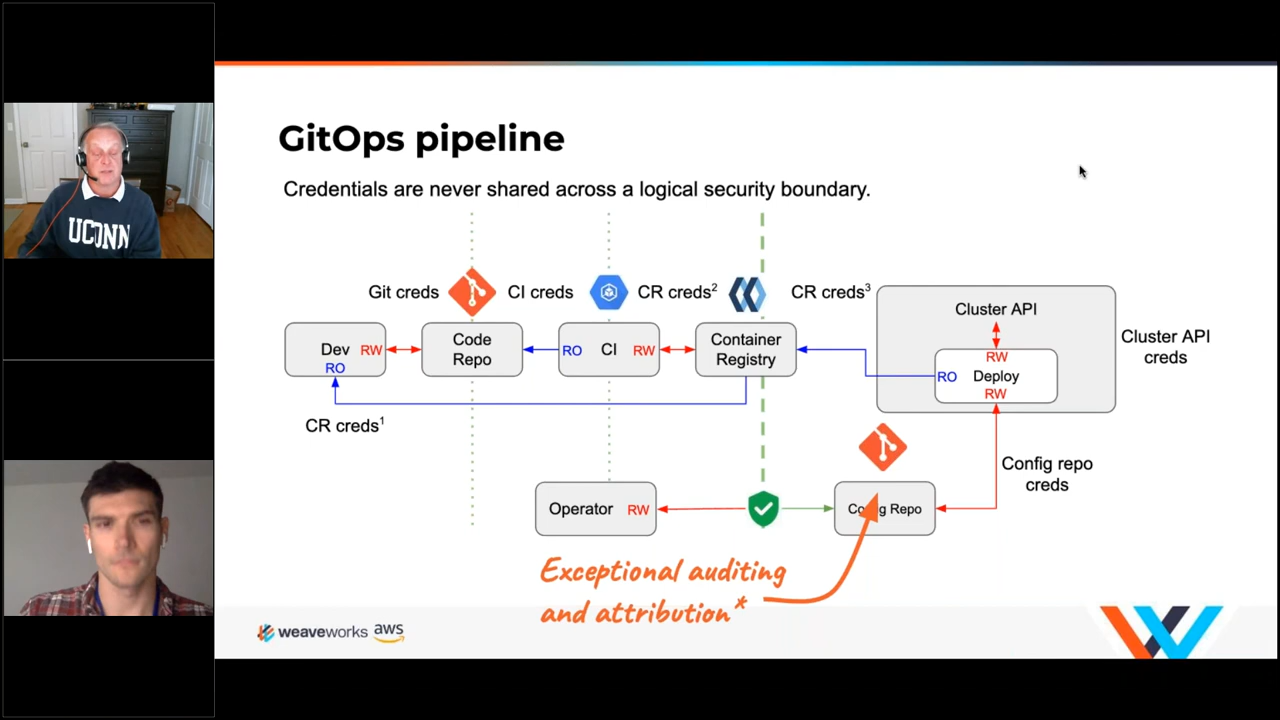 UCONN
GitOps pipeline
Credentials are never shared across a logical security boundary.
Git creds
CI creds
CR creds²
CR creds³
Cluster API
Cluster API
creds
Dev RW
RO
Code
Repo
RO CI RW
Container
Registry
RW
RO Deploy
RW
CR creds¹
Config repo
creds
Operator RW
Config Repo
Exceptional auditing
and attribution*
weaveworks aws